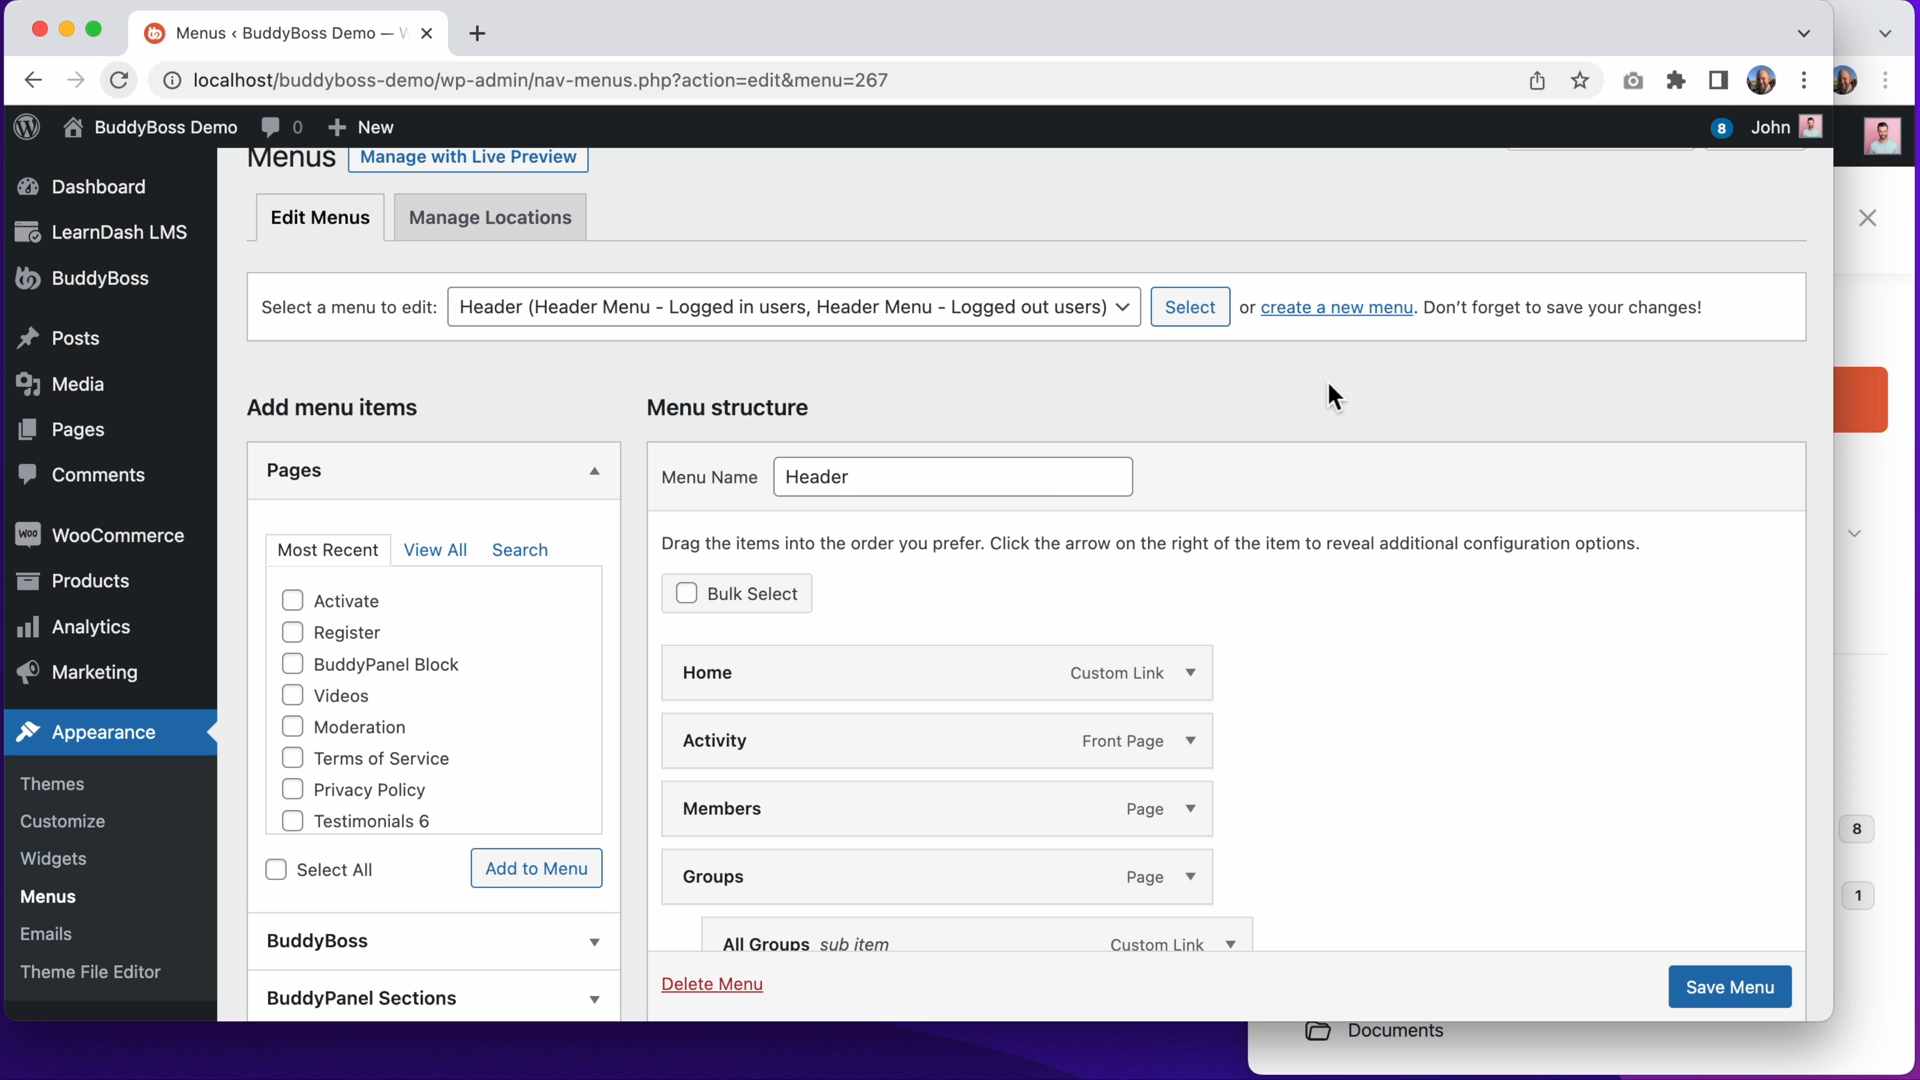 Menus ‹ BuddyBoss Demo —
localhost/buddyboss-demo/wp-admin/nav-menus.php?action=edit&menu=267
BuddyBoss Demo
0
New
8
John
Dashboard
LearnDash LMS
BuddyBoss
Posts
Media
Pages
Comments
WooCommerce
Products
Analytics
Marketing
Appearance
Themes
Customize
Widgets
Menus
Emails
Theme File Editor
Menus
Manage with Live Preview
Edit Menus
Manage Locations
Select a menu to edit:
Header (Header Menu - Logged in users, Header Menu - Logged out users)
Select
or create a new menu. Don’t forget to save your changes!
Add menu items
Pages
Most Recent
View All
Search
Activate
Register
BuddyPanel Block
Videos
Moderation
Terms of Service
Privacy Policy
Testimonials 6
Select All
Add to Menu
BuddyBoss
BuddyPanel Sections
Menu structure
Menu Name
Header
Drag the items into the order you prefer. Click the arrow on the right of the item to reveal additional configuration options.
Bulk Select
Home
Custom Link
Activity
Front Page
Members
Page
Groups
Page
All Groups sub item
Custom Link
Delete Menu
Save Menu
8
1
Documents